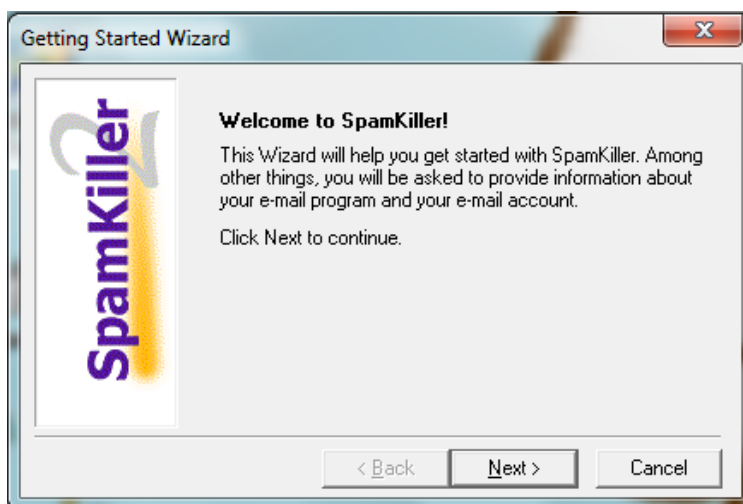 Getting Started Wizard
SpamKiller 2
Welcome to SpamKiller!
This Wizard will help you get started with SpamKiller. Among
other things, you will be asked to provide information about
your e-mail program and your e-mail account.
Click Next to continue.
< Back
Next >
Cancel